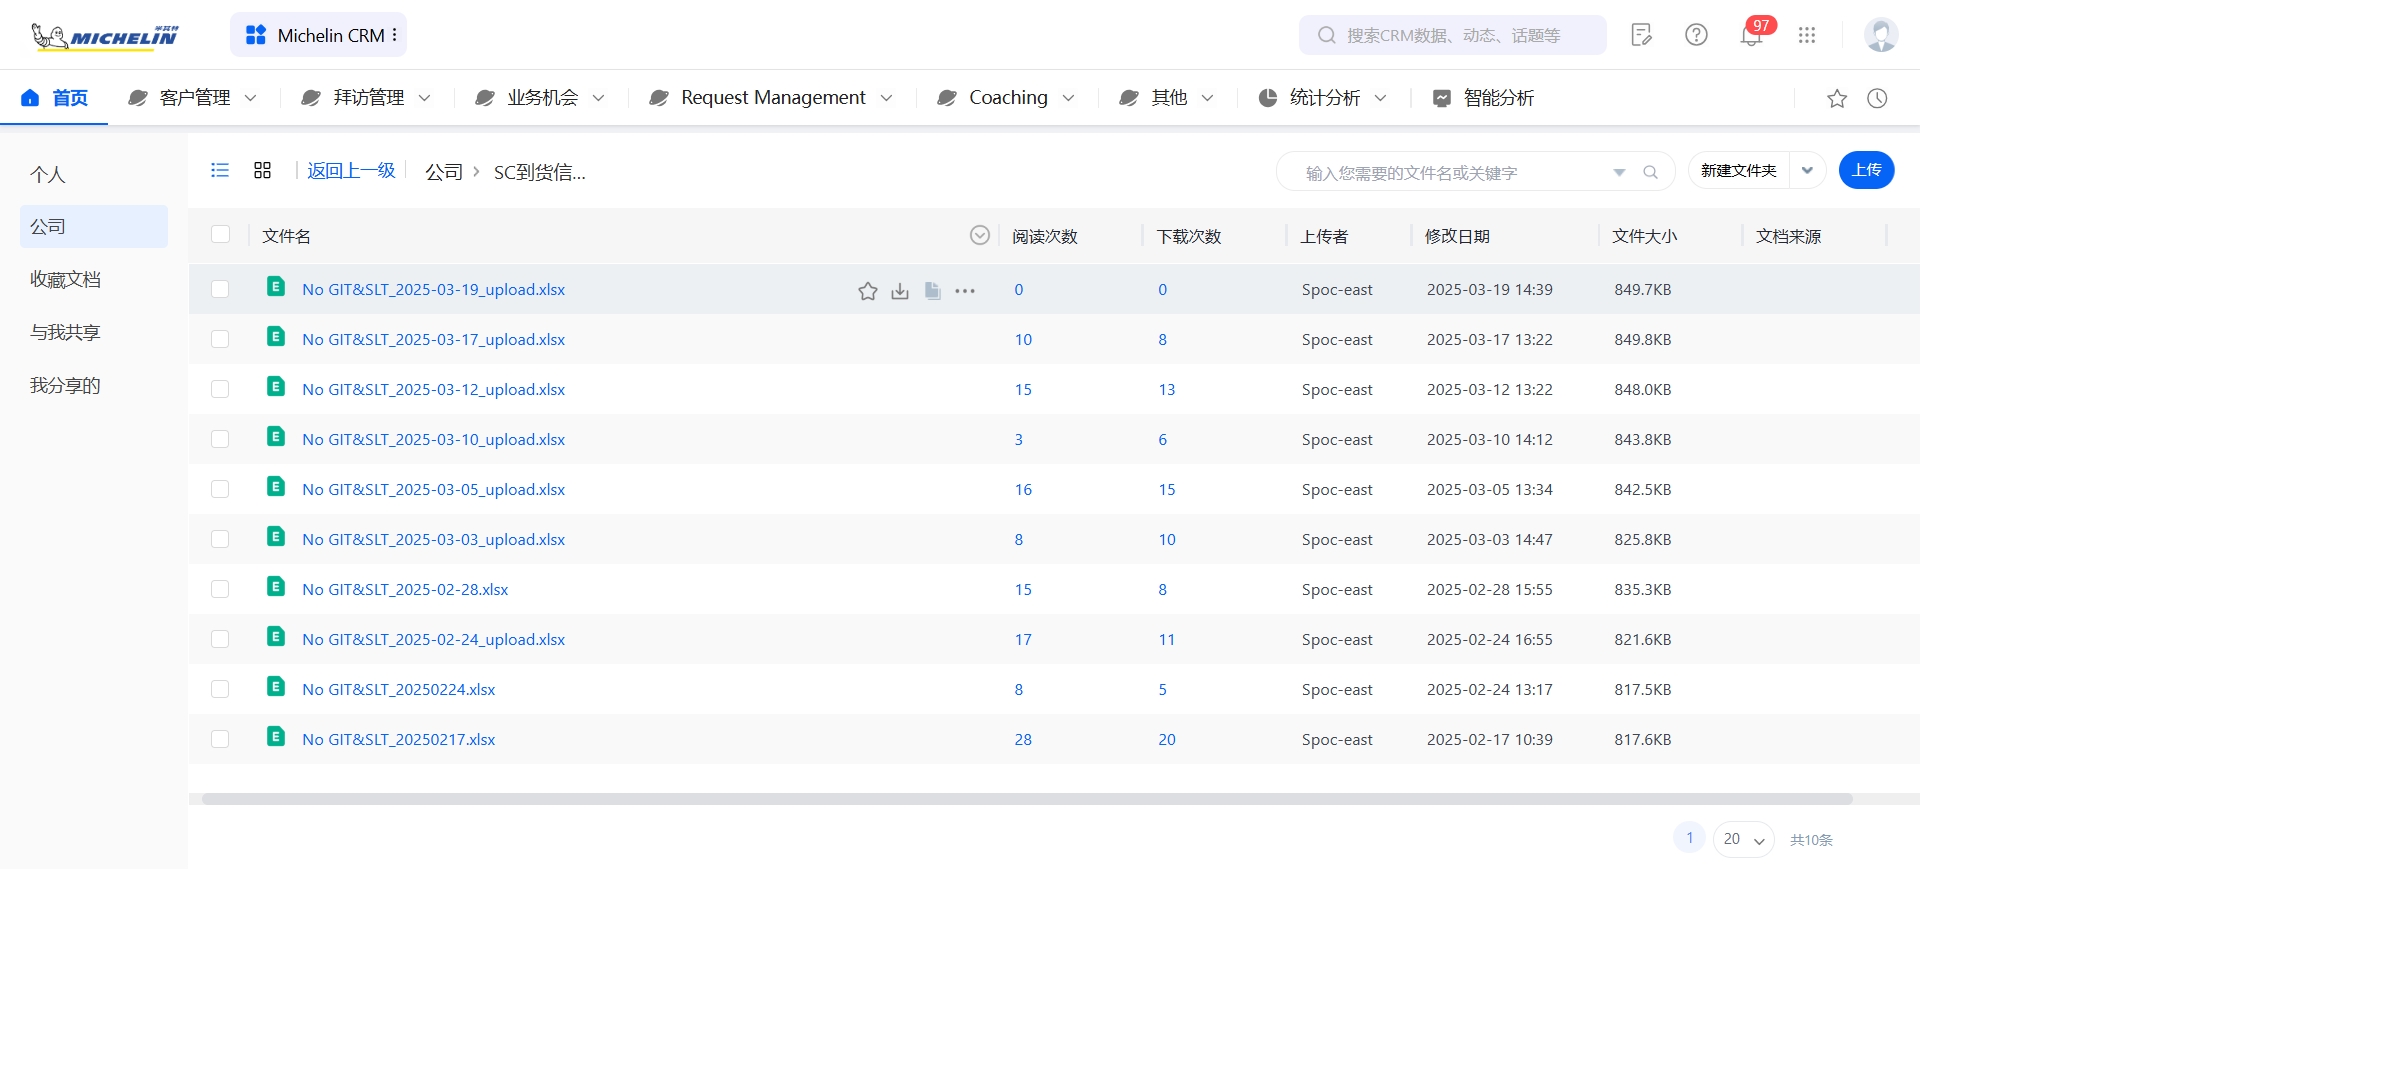 米其林
MICHELIN
Michelin CRM
搜索CRM数据、动态、话题等
97
首页
客户管理
拜访管理
业务机会
Request Management
Coaching
其他
统计分析
智能分析
个人
公司
收藏文档
与我共享
我分享的
返回上一级
公司
SC到货信...
输入您需要的文件名或关键字
新建文件夹
上传
文件名 阅读次数 下载次数 上传者 修改日期 文件大小 文档来源
No GIT&SLT_2025-03-19_upload.xlsx 0 0 Spoc-east 2025-03-19 14:39 849.7KB
No GIT&SLT_2025-03-17_upload.xlsx 10 8 Spoc-east 2025-03-17 13:22 849.8KB
No GIT&SLT_2025-03-12_upload.xlsx 15 13 Spoc-east 2025-03-12 13:22 848.0KB
No GIT&SLT_2025-03-10_upload.xlsx 3 6 Spoc-east 2025-03-10 14:12 843.8KB
No GIT&SLT_2025-03-05_upload.xlsx 16 15 Spoc-east 2025-03-05 13:34 842.5KB
No GIT&SLT_2025-03-03_upload.xlsx 8 10 Spoc-east 2025-03-03 14:47 825.8KB
No GIT&SLT_2025-02-28.xlsx 15 8 Spoc-east 2025-02-28 15:55 835.3KB
No GIT&SLT_2025-02-24_upload.xlsx 17 11 Spoc-east 2025-02-24 16:55 821.6KB
No GIT&SLT_20250224.xlsx 8 5 Spoc-east 2025-02-24 13:17 817.5KB
No GIT&SLT_20250217.xlsx 28 20 Spoc-east 2025-02-17 10:39 817.6KB
1 20 共10条